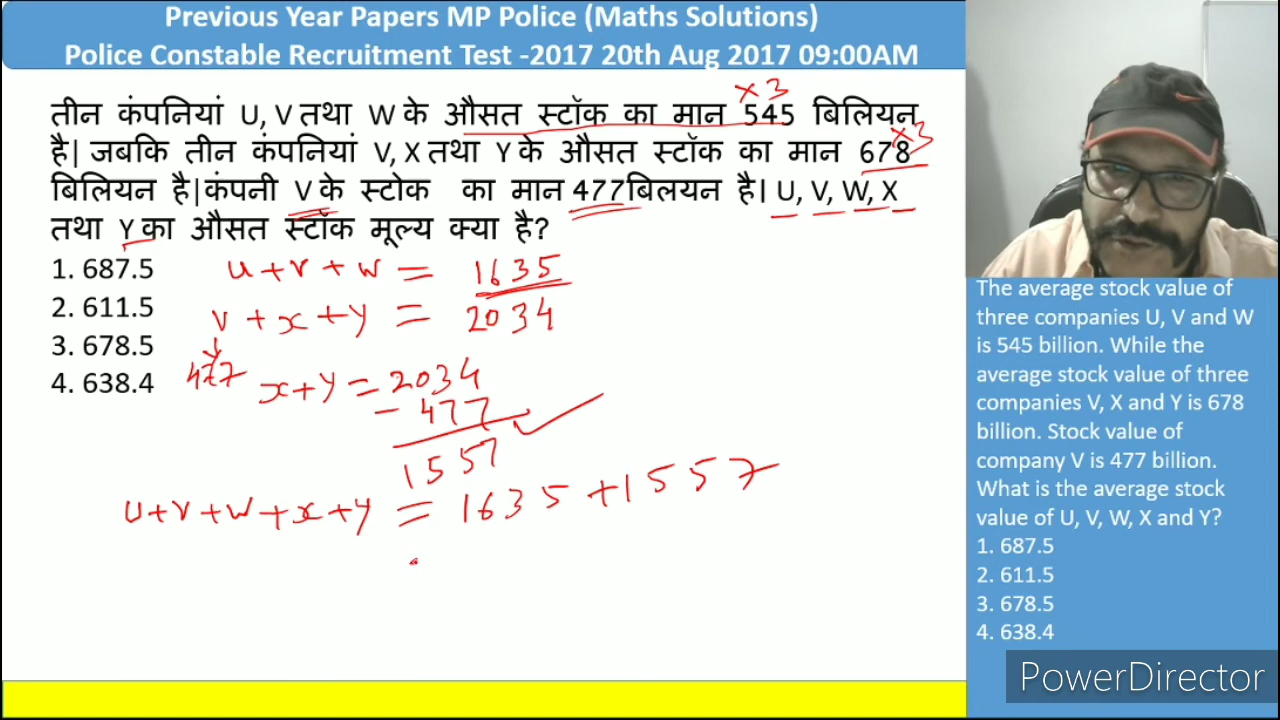 Previous Year Papers MP Police (Maths Solutions)
Police Constable Recruitment Test -2017 20th Aug 2017 09:00AM
×3
तीन कंपनियां U, V तथा W के औसत स्टॉक का मान 545 बिलियन
×3
है| जबकि तीन कंपनियां V, X तथा Y के औसत स्टॉक का मान 678
बिलियन है|कंपनी V के स्टोक का मान 477बिलयन है| U, V, W, X
तथा Y का औसत स्टॉक मूल्य क्या है?
1. 687.5
2. 611.5
3. 678.5
4. 638.4
u + v + w = 1635
v + x + y = 2034
477
x + y = 2034
- 477
1557
U+V+W+x+y = 1635 + 1557
The average stock value of
three companies U, V and W
is 545 billion. While the
average stock value of three
companies V, X and Y is 678
billion. Stock value of
company V is 477 billion.
What is the average stock
value of U, V, W, X and Y?
1. 687.5
2. 611.5
3. 678.5
4. 638.4
PowerDirector